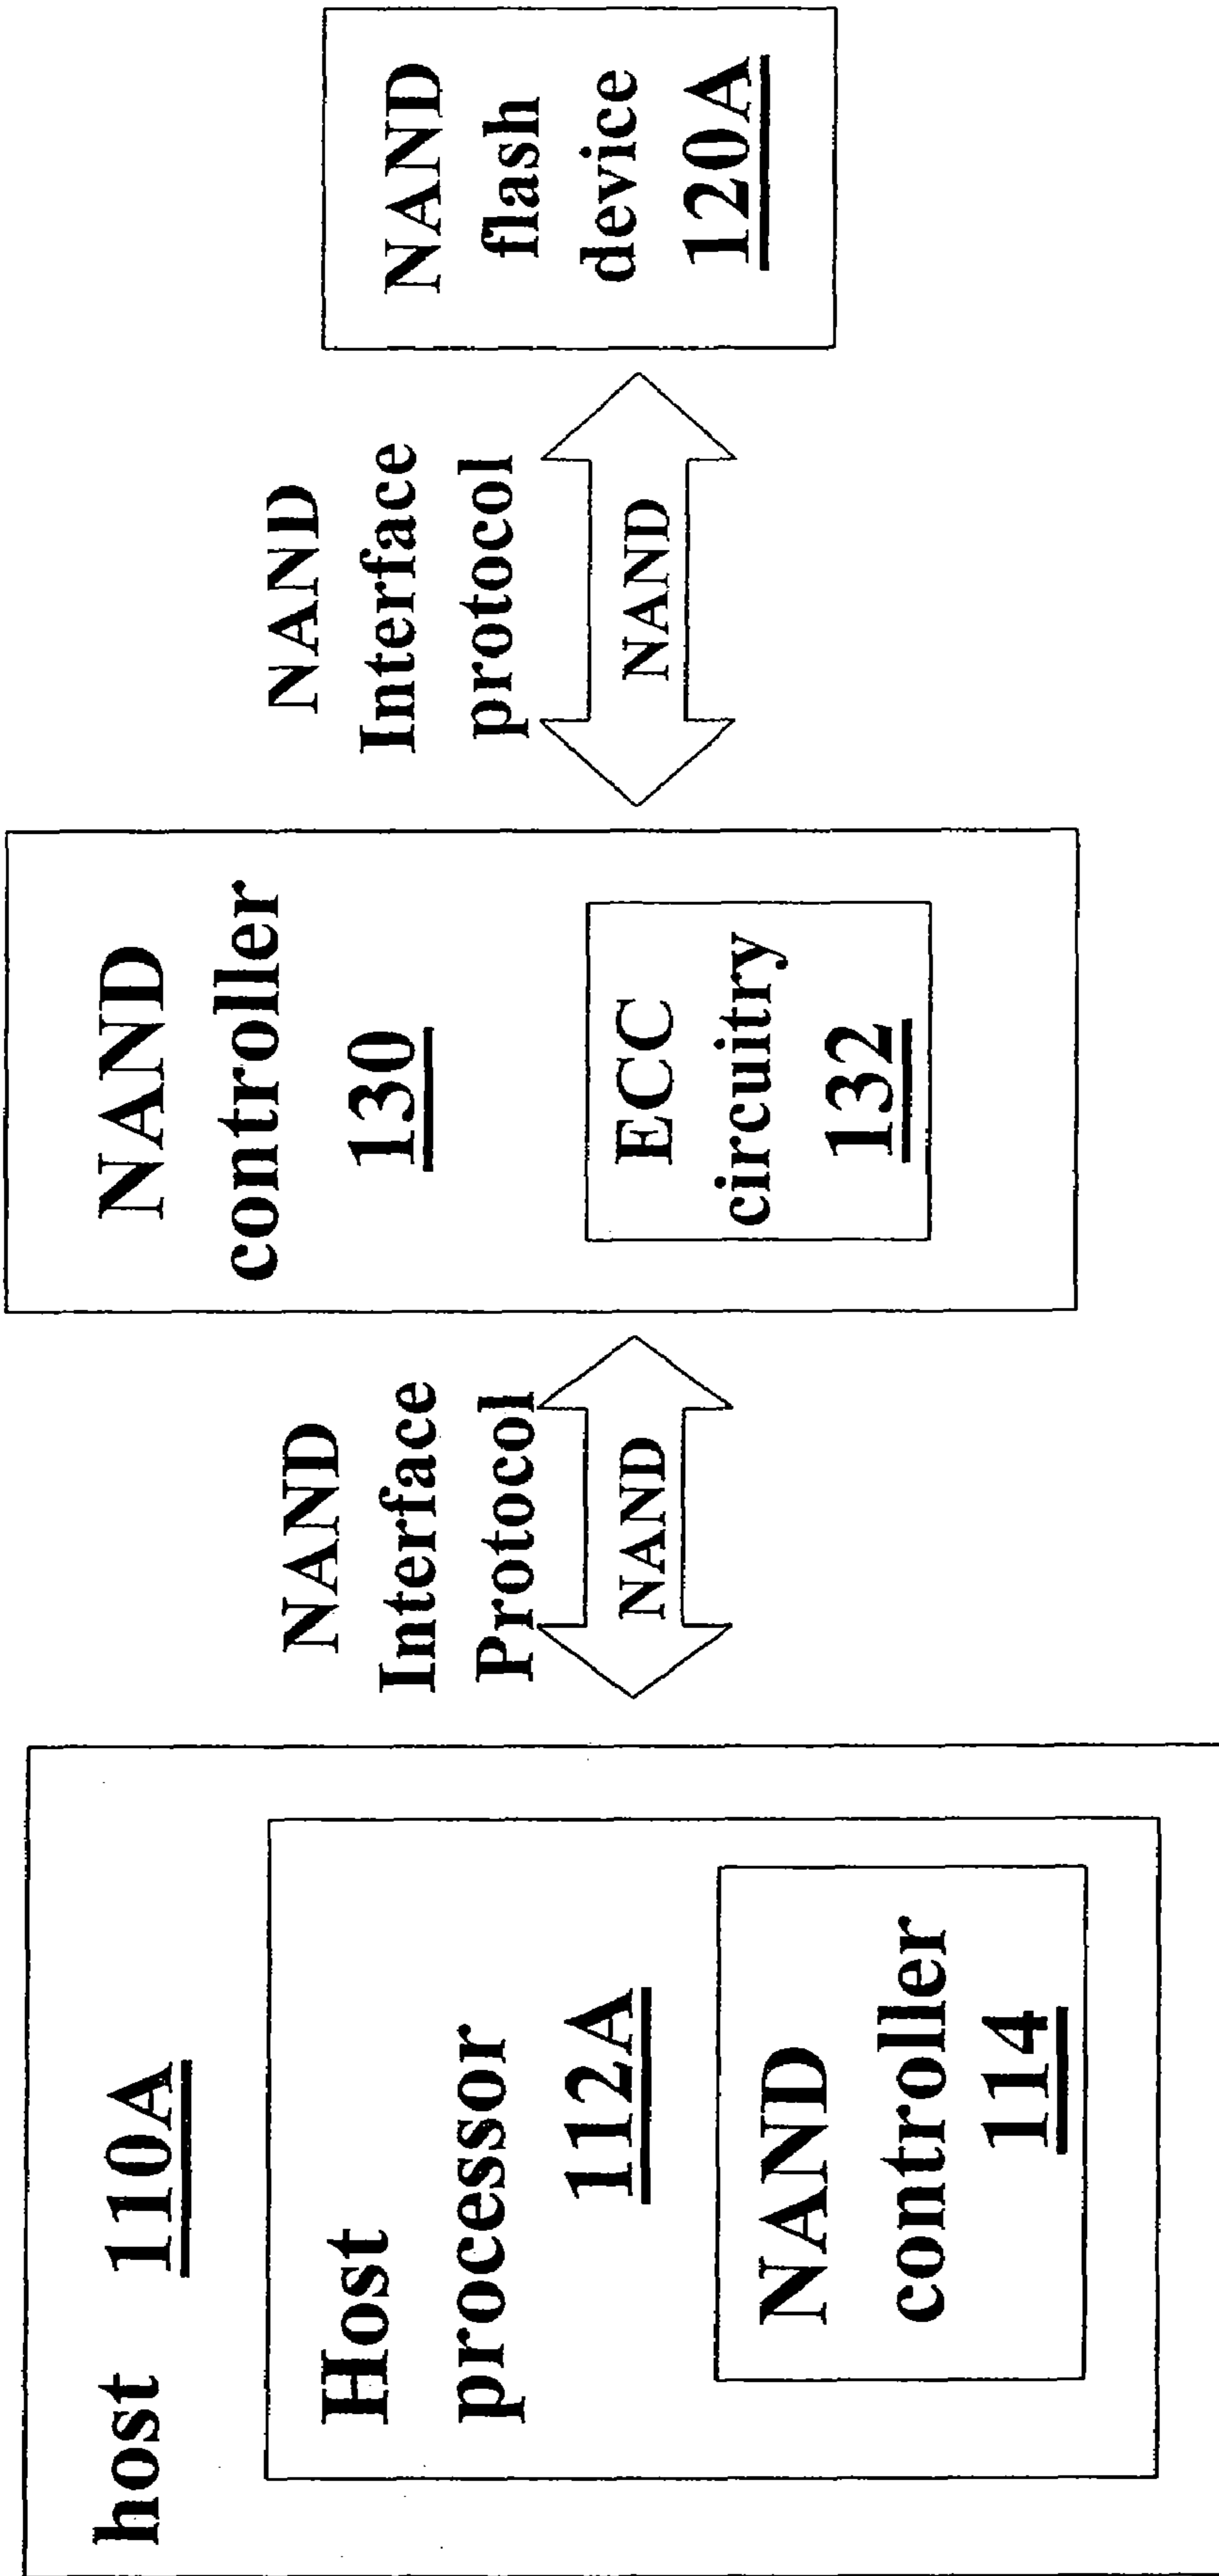 host 110A
Host
processor
112A
NAND
controller
114
NAND
Interface
Protocol
NAND
NAND
controller
130
ECC
circuitry
132
NAND
Interface
protocol
NAND
NAND
flash
device
120A